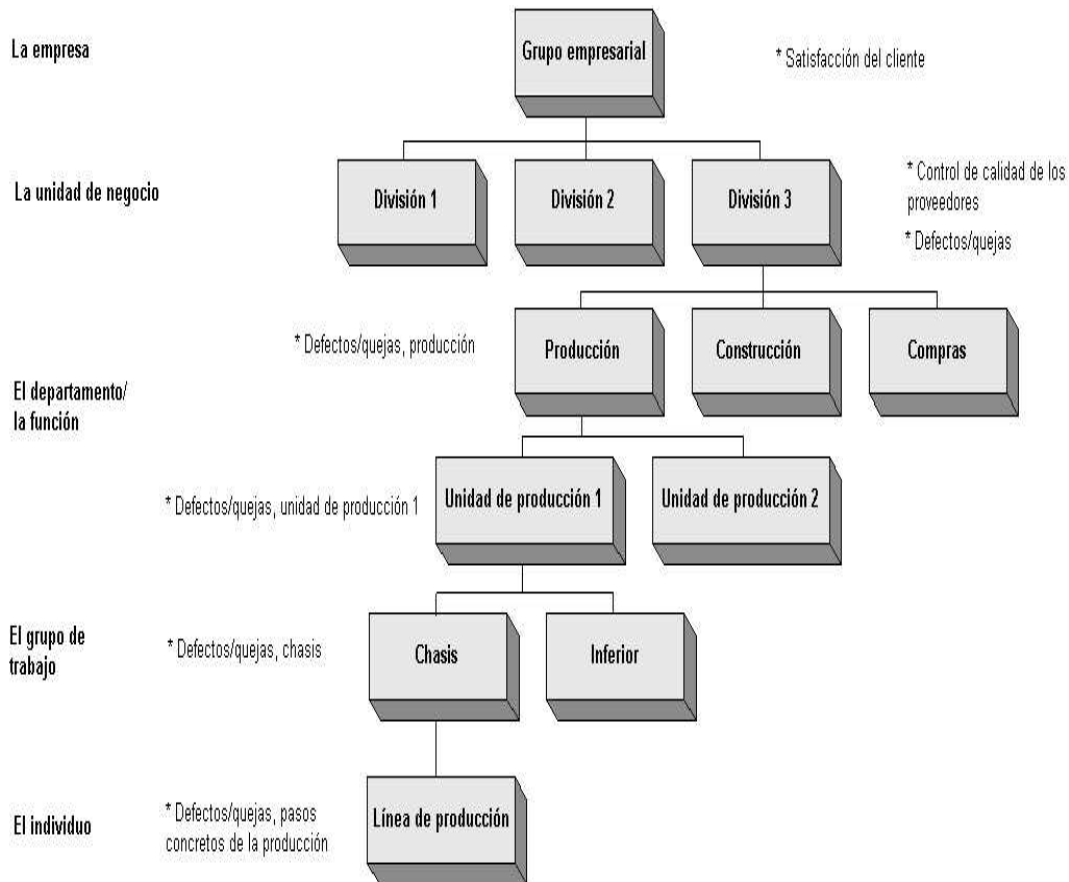 La empresa
Grupo empresarial
* Satisfacción del cliente
La unidad de negocio
División 1
División 2
División 3
* Control de calidad de los
proveedores
* Defectos/quejas
* Defectos/quejas, producción
Producción
Construcción
Compras
El departamento/
la función
* Defectos/quejas, unidad de producción 1
Unidad de producción 1
Unidad de producción 2
El grupo de
trabajo
* Defectos/quejas, chasis
Chasis
Inferior
El individuo
* Defectos/quejas, pasos
concretos de la producción
Línea de producción